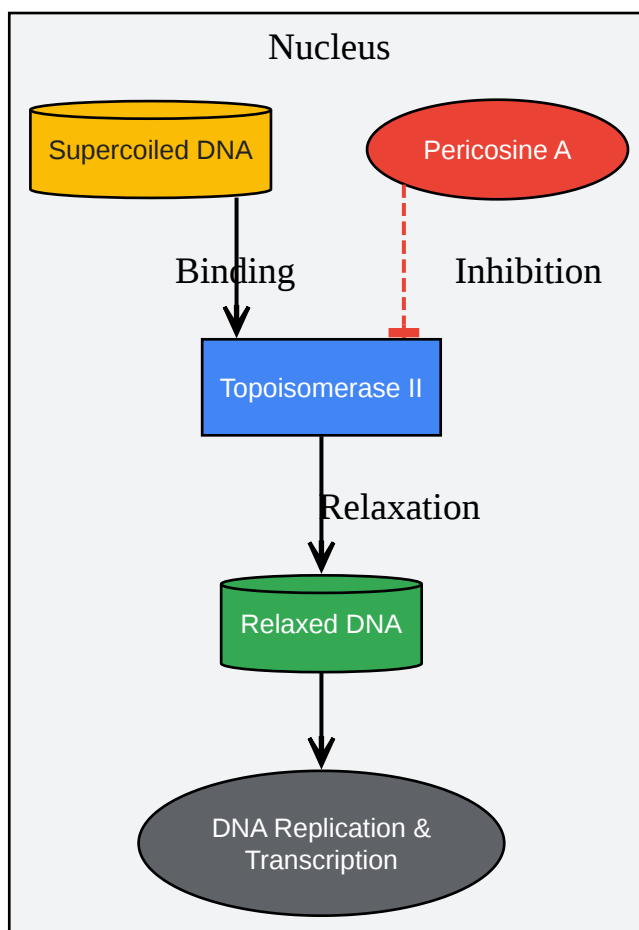 Nucleus
Supercoiled DNA
Pericosine A
Binding
Inhibition
Topoisomerase II
Relaxation
Relaxed DNA
DNA Replication &
Transcription